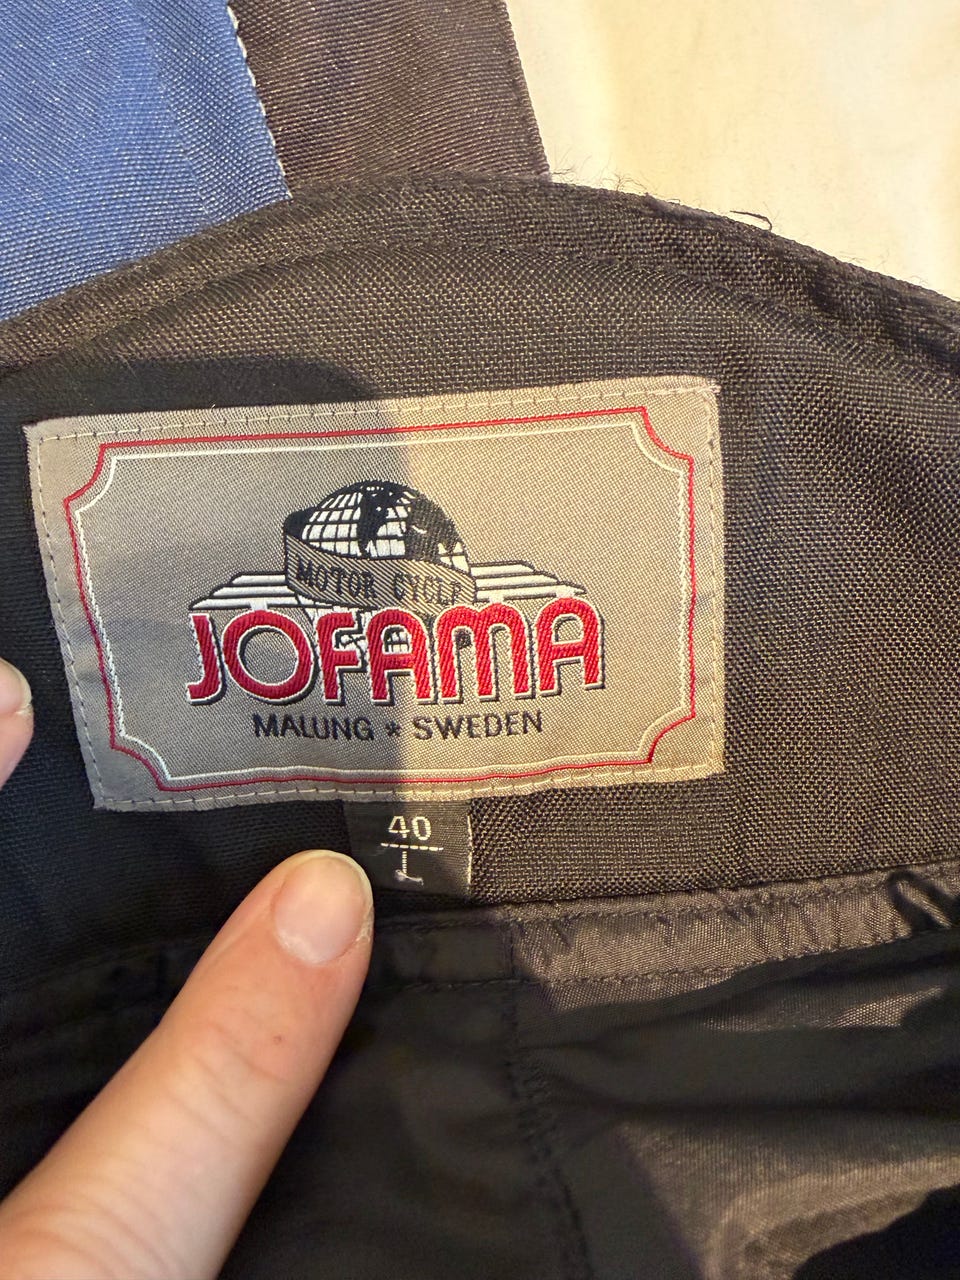 MOTOR CYCLE
JOFAMA
MALUNG * SWEDEN
40